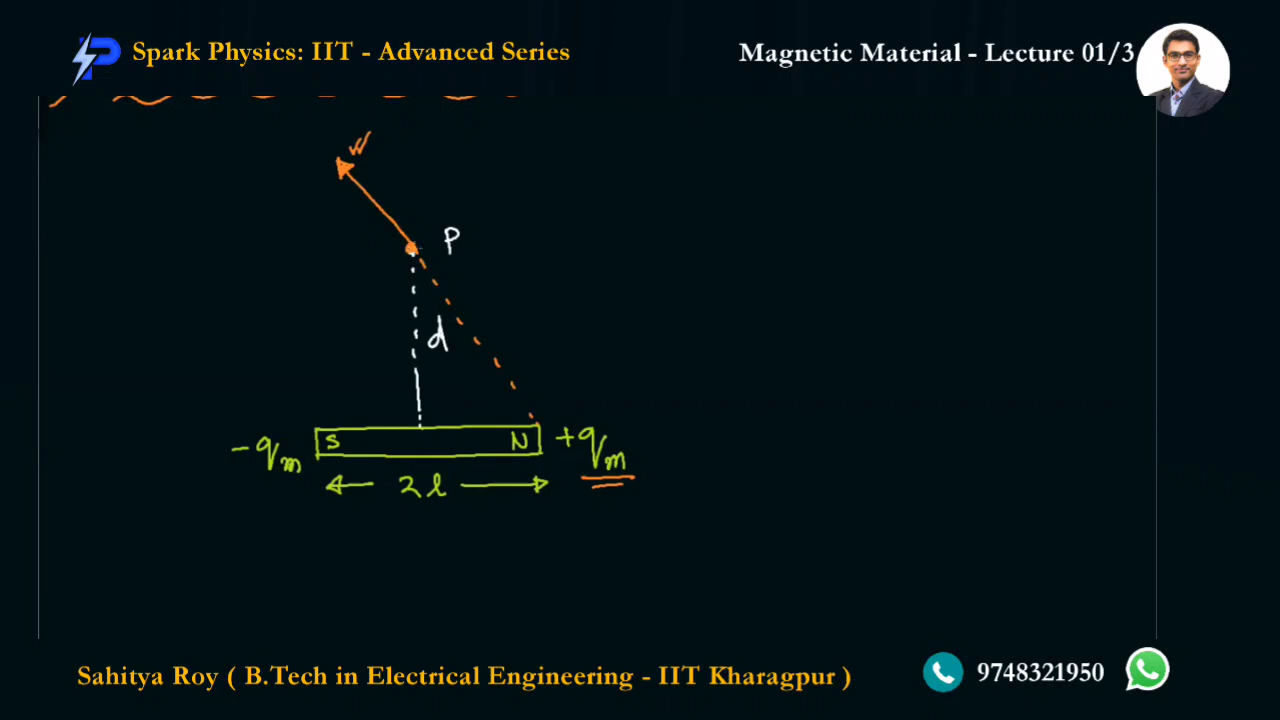 Spark Physics: IIT - Advanced Series
Magnetic Material - Lecture 01/3
P
d
-qm
S
N
+qm
2l
Sahitya Roy ( B.Tech in Electrical Engineering - IIT Kharagpur )
9748321950